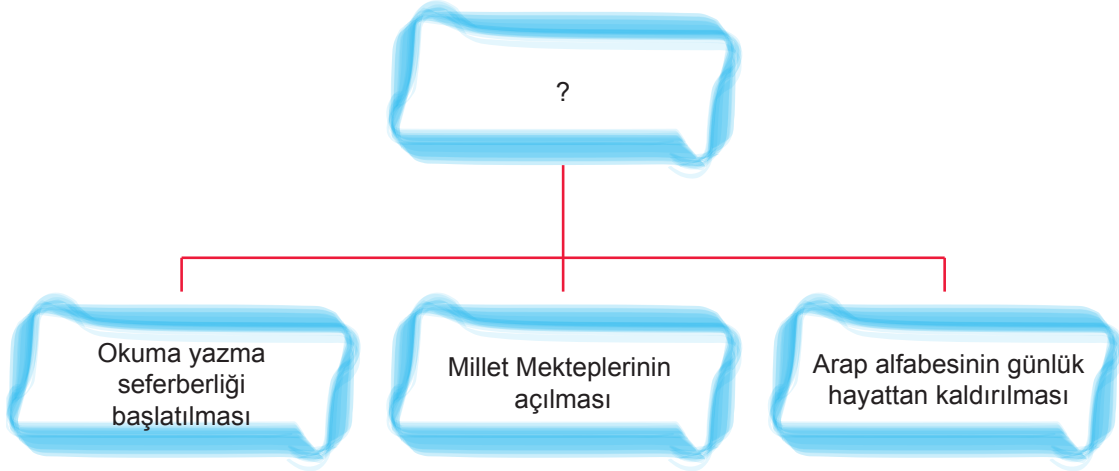 ?
Okuma yazma
seferberliği
başlatılması
Millet Mekteplerinin
açılması
Arap alfabesinin günlük
hayattan kaldırılması